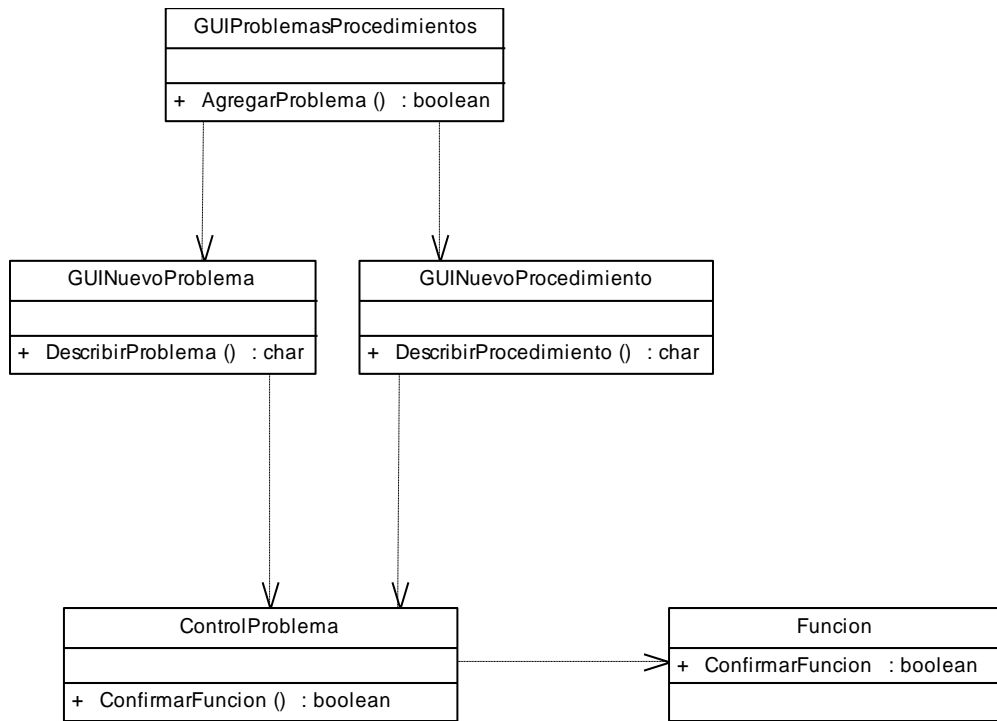 GUIProblemasProcedimientos
+ AgregarProblema () : boolean
GUINuevoProblema
+ DescribirProblema () : char
GUINuevoProcedimiento
+ DescribirProcedimiento () : char
ControlProblema
+ ConfirmarFuncion () : boolean
Funcion
+ ConfirmarFuncion : boolean